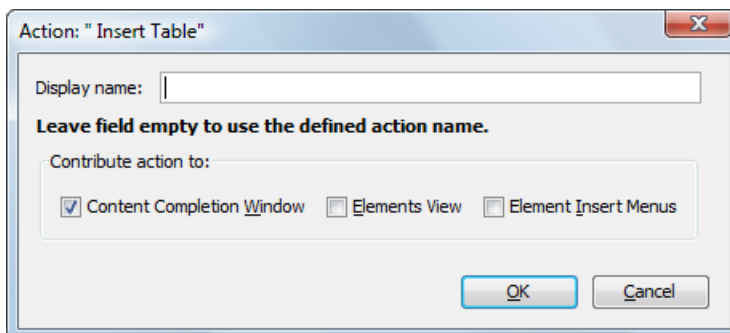 Action: " Insert Table"
Display name:
Leave field empty to use the defined action name.
Contribute action to:
Content Completion Window Elements View Element Insert Menus
OK Cancel